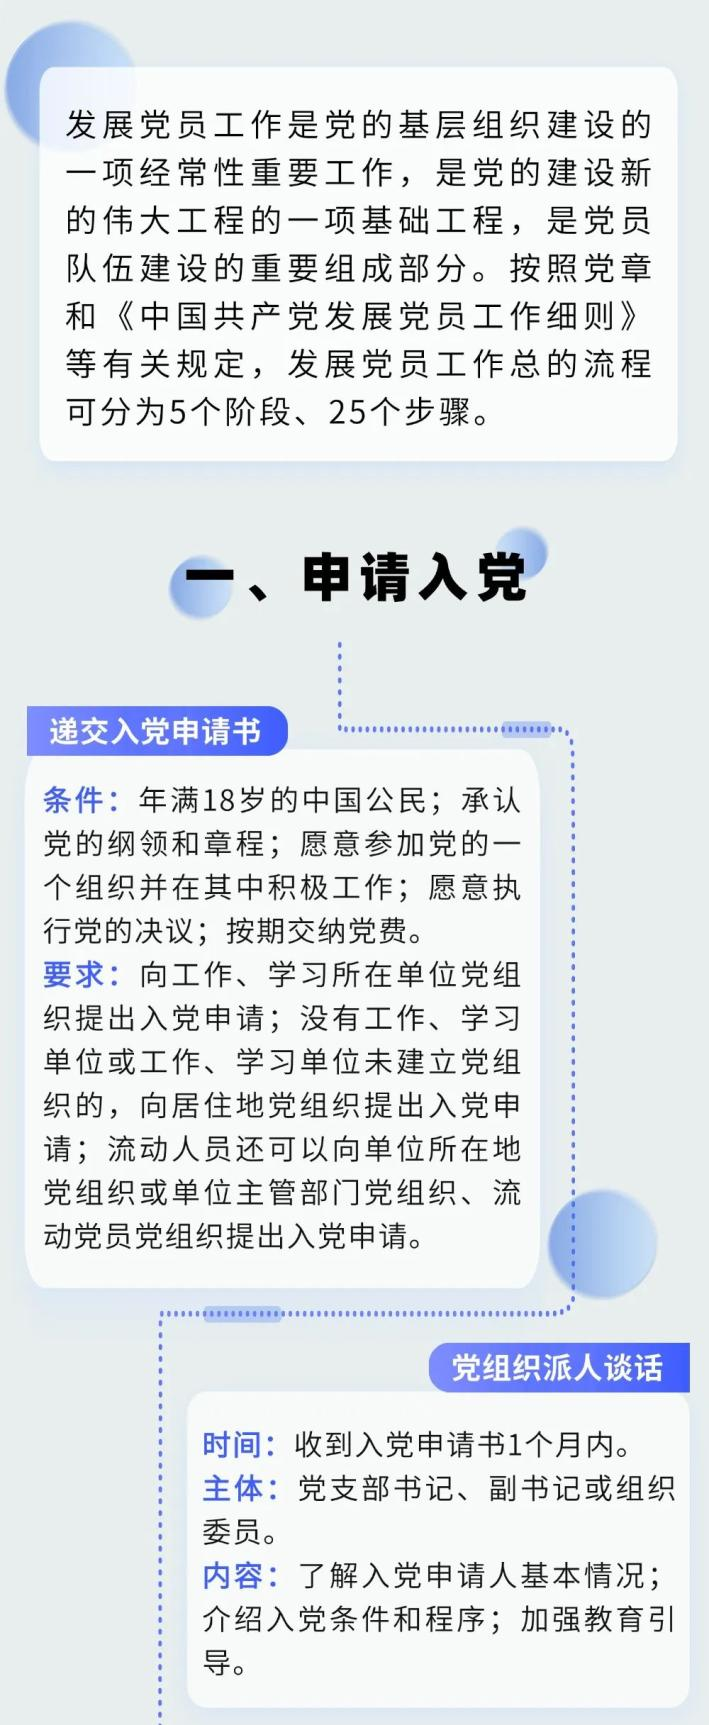 发展党员工作是党的基层组织建设的
一项经常性重要工作，是党的建设新
的伟大工程的一项基础工程，是党员
队伍建设的重要组成部分。按照党章
和《中国共产党发展党员工作细则》
等有关规定，发展党员工作总的流程
可分为5个阶段、25个步骤。
一、申请入党
递交入党申请书
条件：年满18岁的中国公民；承认
党的纲领和章程；愿意参加党的一
个组织并在其中积极工作；愿意执
行党的决议；按期交纳党费。
要求：向工作、学习所在单位党组
织提出入党申请；没有工作、学习
单位或工作、学习单位未建立党组
织的，向居住地党组织提出入党申
请；流动人员还可以向单位所在地
党组织或单位主管部门党组织、流
动党员党组织提出入党申请。
党组织派人谈话
时间：收到入党申请书1个月内。
主体：党支部书记、副书记或组织
委员。
内容：了解入党申请人基本情况；
介绍入党条件和程序；加强教育引
导。